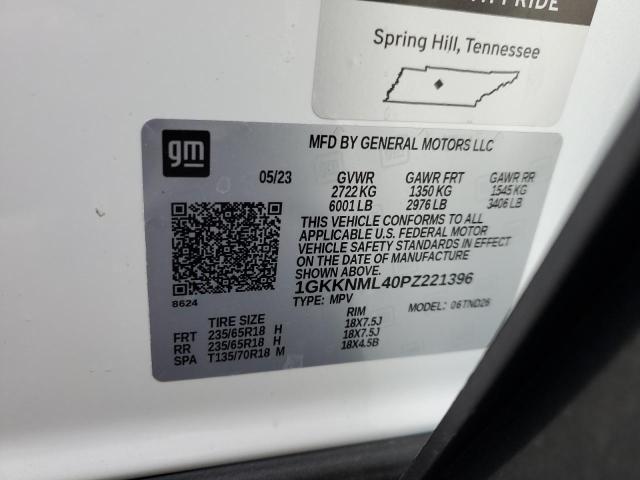 PRIDE
Spring Hill, Tennessee
gm
MFD BY GENERAL MOTORS LLC
05/23 GVWR GAWR FRT GAWR RR
2722 KG 1350 KG 1545 KG
6001 LB 2976 LB 3406 LB
THIS VEHICLE CONFORMS TO ALL
APPLICABLE U.S. FEDERAL MOTOR
VEHICLE SAFETY STANDARDS IN EFFECT
ON THE DATE OF MANUFACTURE
SHOWN ABOVE.
1GKKNML40PZ221396
8624
TYPE: MPV MODEL: 06TND26
TIRE SIZE RIM
FRT 235/65R18 H 18X7.5J
RR 235/65R18 H 18X7.5J
SPA T135/70R18 M 18X4.5B